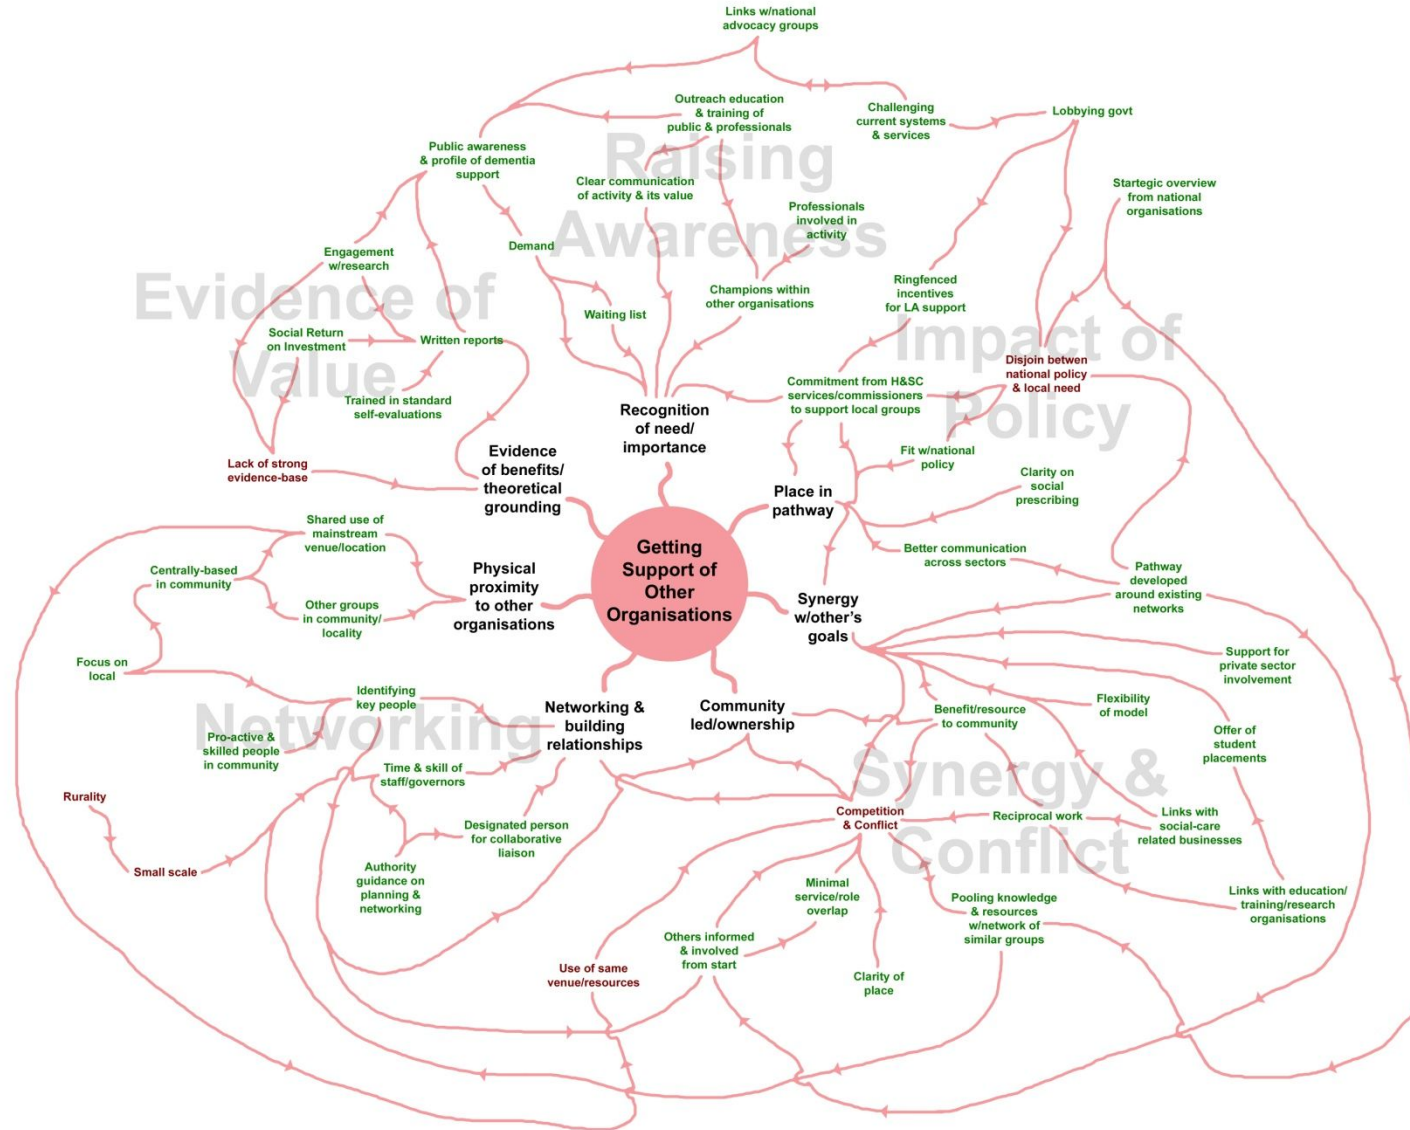 Links w/national
advocacy groups
Outreach education
& training of
public & professionals
Challenging
current systems
& services
Lobbying govt
Public awareness
& profile of dementia
support
Raising
Awareness
Clear communication
of activity & its value
Professionals
involved in
activity
Startegic overview
from national
organisations
Demand
Engagement
w/research
Evidence of
Value
Champions within
other organisations
Ringfenced
incentives
for LA support
Waiting list
Social Return
on Investment
Written reports
Impact of
Policy
Disjoin betwen
national policy
& local need
Trained in standard
self-evaluations
Commitment from H&SC
services/commissioners
to support local groups
Recognition
of need/
importance
Lack of strong
evidence-base
Evidence
of benefits/
theoretical
grounding
Fit w/national
policy
Place in
pathway
Clarity on
social
prescribing
Shared use of
mainstream
venue/location
Getting
Support of
Other
Organisations
Better communication
across sectors
Centrally-based
in community
Physical
proximity to other
organisations
Pathway
developed
around existing
networks
Other groups
in community/
locality
Synergy
w/other's
goals
Focus on
local
Support for
private sector
involvement
Identifying
key people
Networking
Networking &
building
relationships
Community
led/ownership
Benefit/resource
to community
Flexibility
of model
Pro-active &
skilled people
in community
Offer of
student
placements
Time & skill of
staff/governors
Synergy &
Conflict
Rurality
Competition
& Conflict
Reciprocal work
Links with
social-care
related businesses
Designated person
for collaborative
liaison
Small scale
Authority
guidance on
planning &
networking
Minimal
service/role
overlap
Pooling knowledge
& resources
w/network of
similar groups
Links with education/
training/research
organisations
Others informed
& involved
from start
Use of same
venue/resources
Clarity of
place